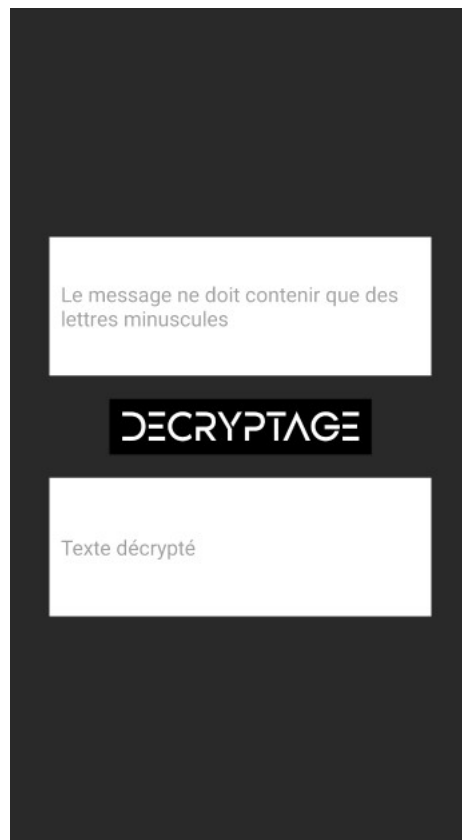 Le message ne doit contenir que des
lettres minuscules
DECRYPTAGE
Texte décrypté